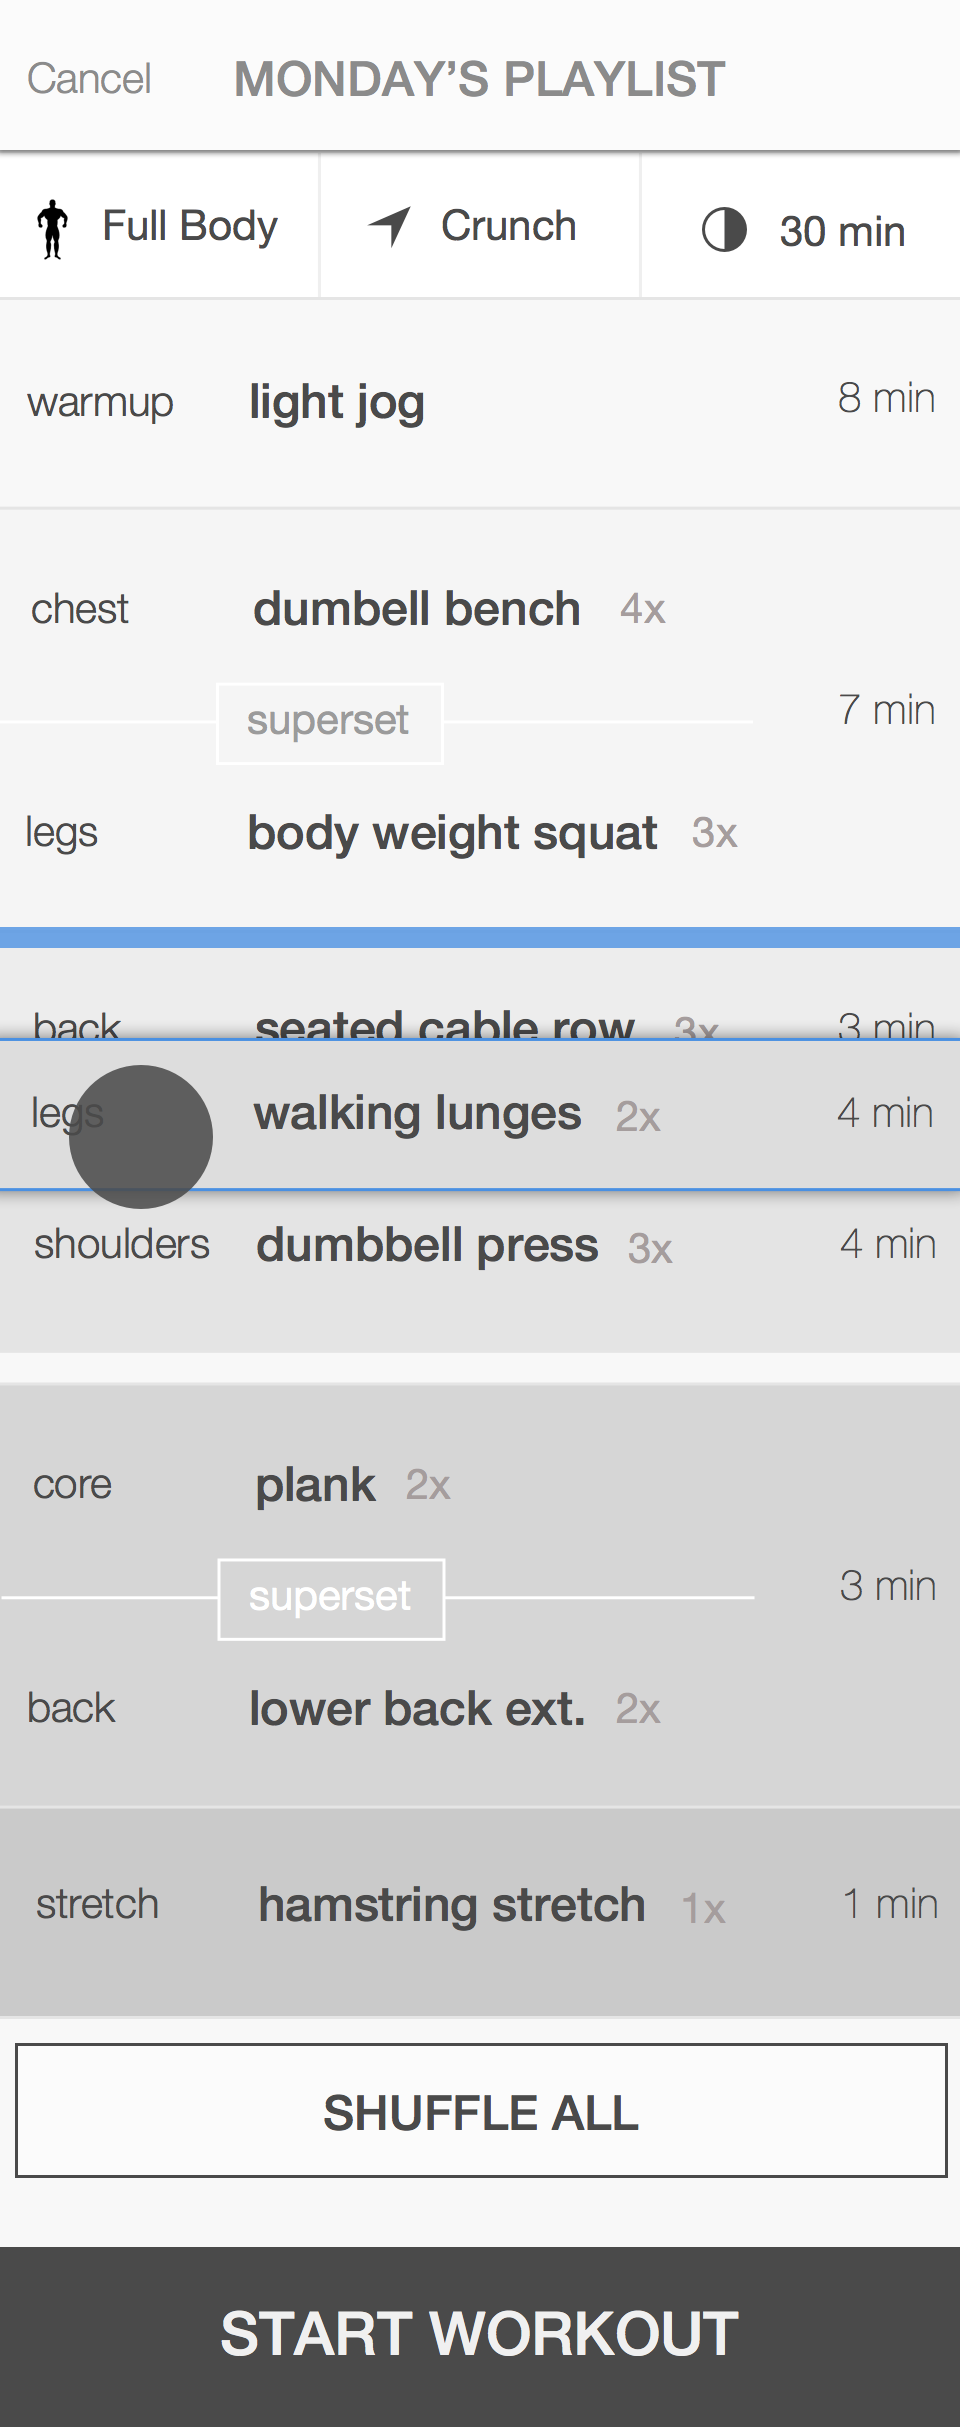 Cancel MONDAY’S PLAYLIST
Full Body Crunch 30 min
warmup light jog 8 min
chest dumbell bench 4x
superset 7 min
legs body weight squat 3x
back seated cable row 3x 3 min
legs walking lunges 2x 4 min
shoulders dumbbell press 3x 4 min
core plank 2x
superset 3 min
back lower back ext. 2x
stretch hamstring stretch 1x 1 min
SHUFFLE ALL
START WORKOUT